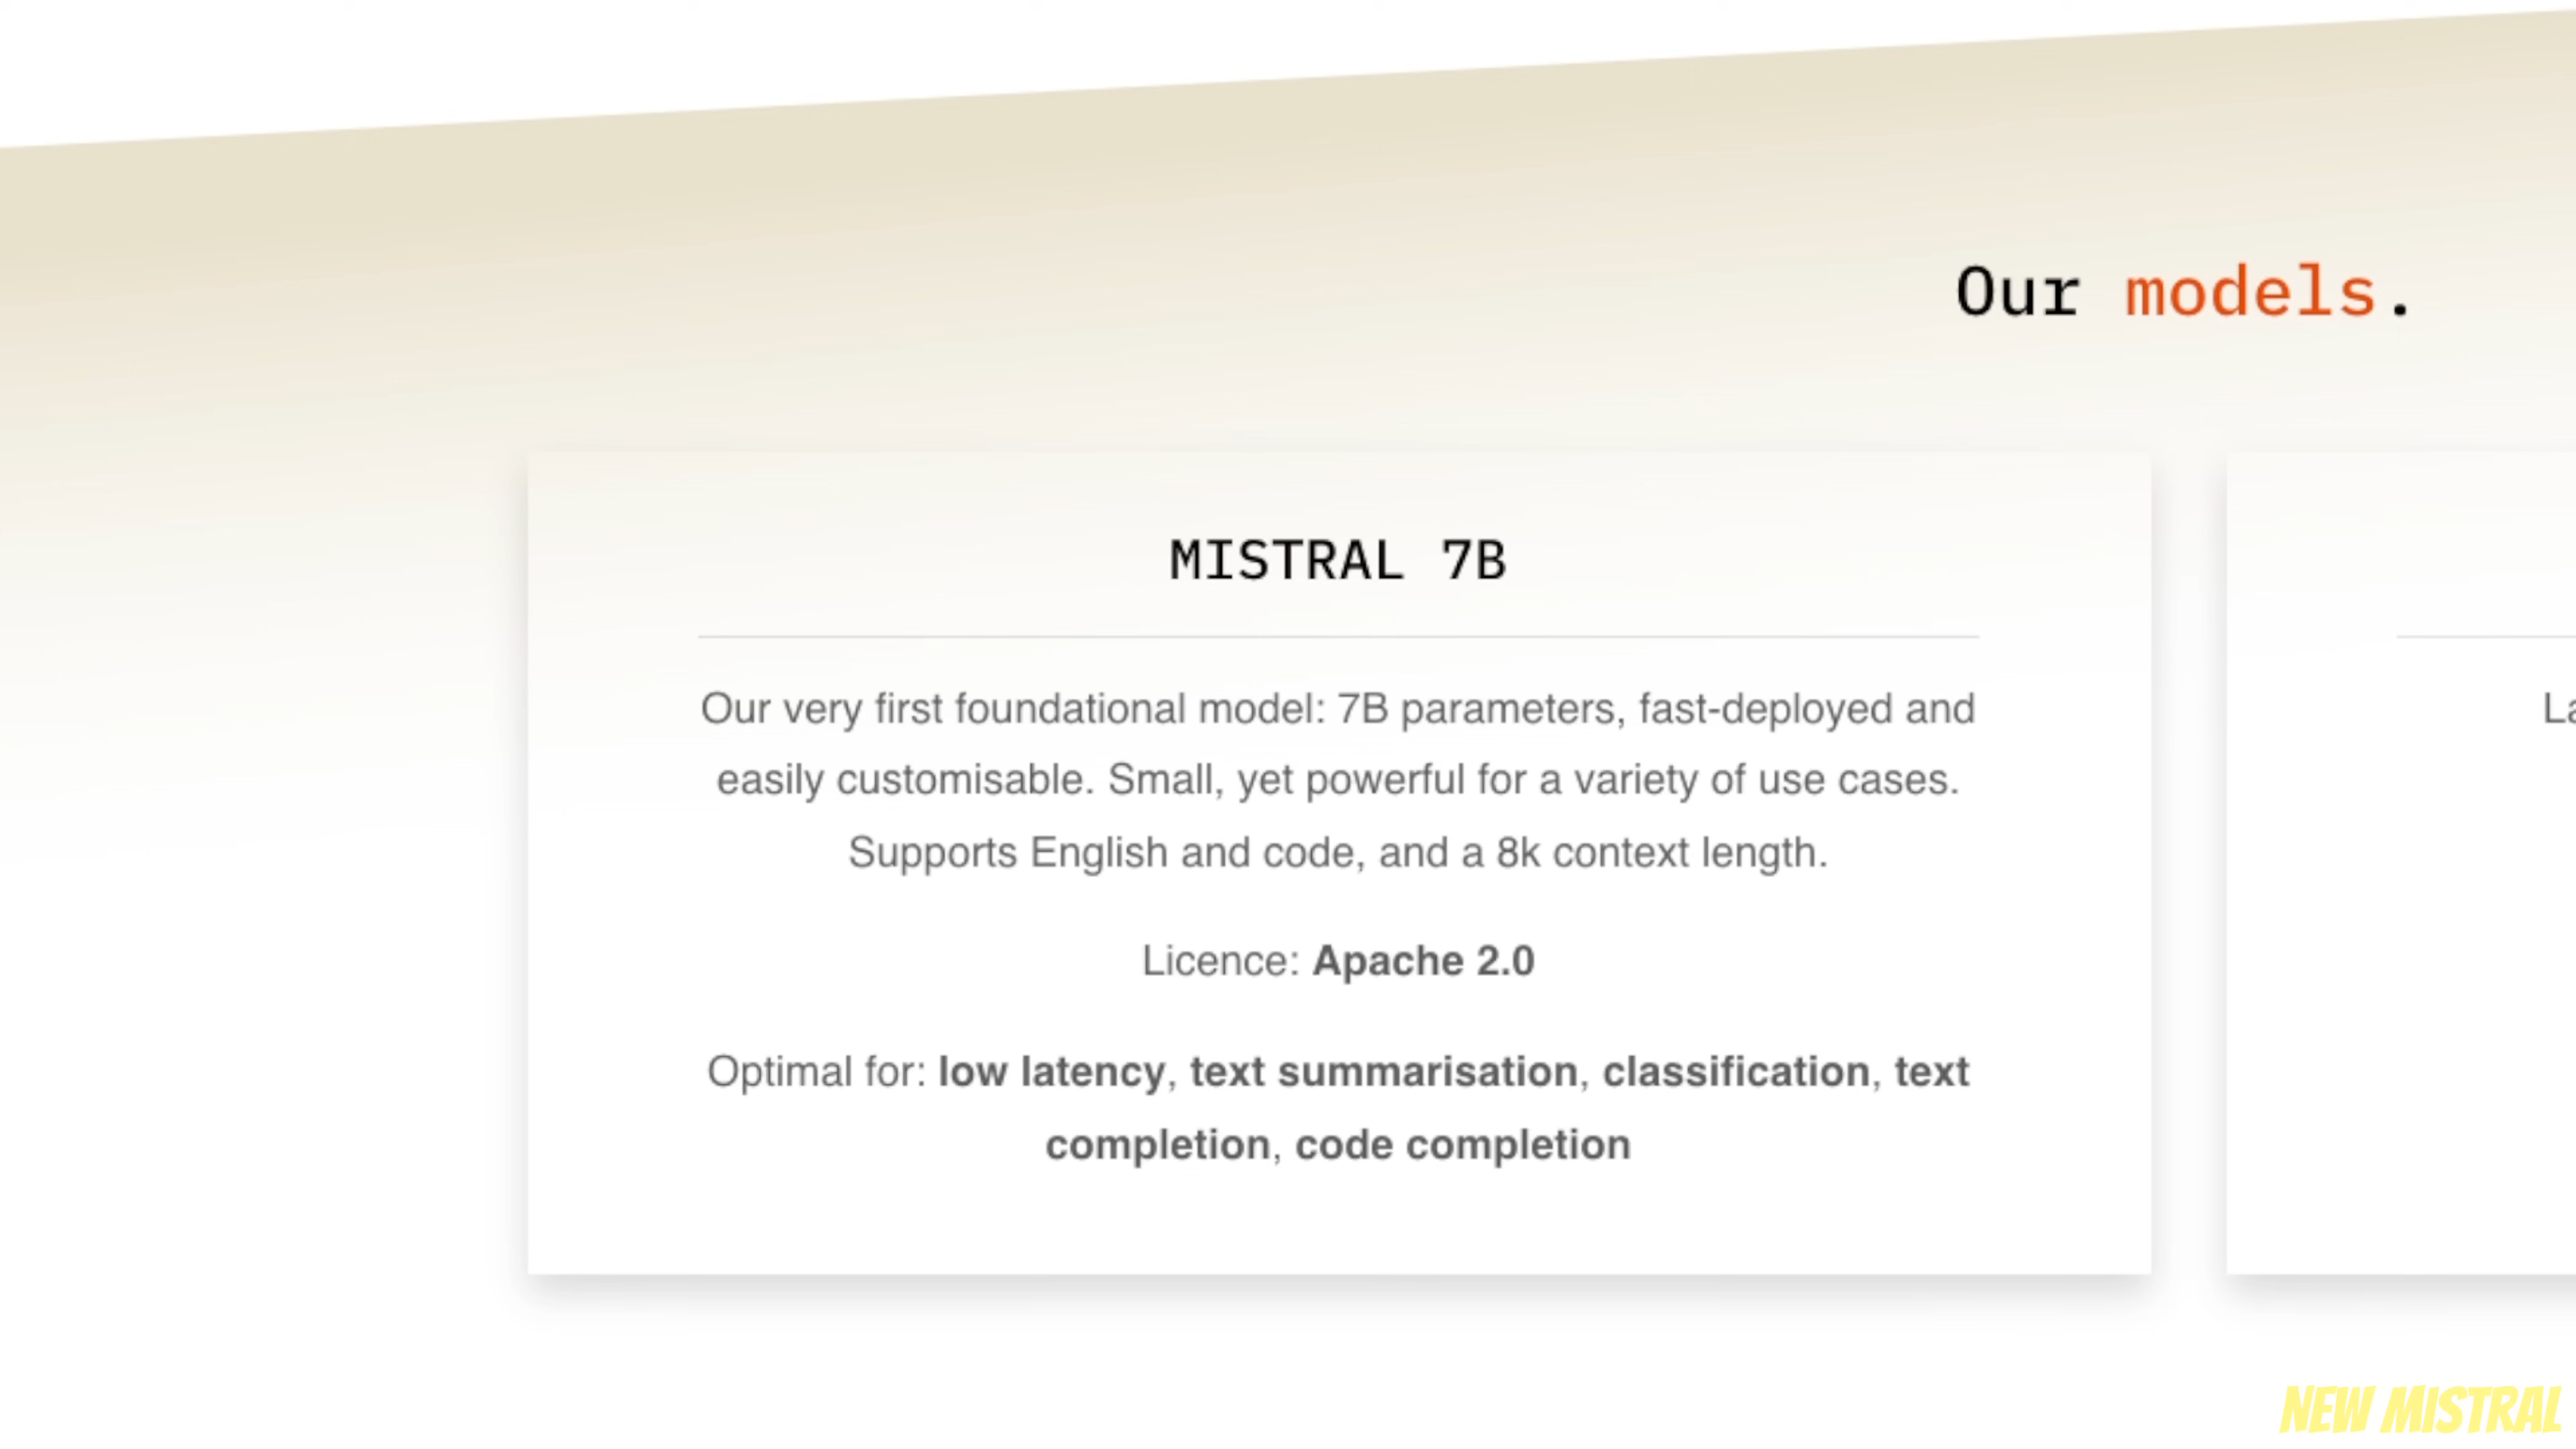 Our models.
MISTRAL 7B
Our very first foundational model: 7B parameters, fast-deployed and
easily customisable. Small, yet powerful for a variety of use cases.
Supports English and code, and a 8k context length.
Licence: Apache 2.0
Optimal for: low latency, text summarisation, classification, text
completion, code completion
NEW MISTRAL